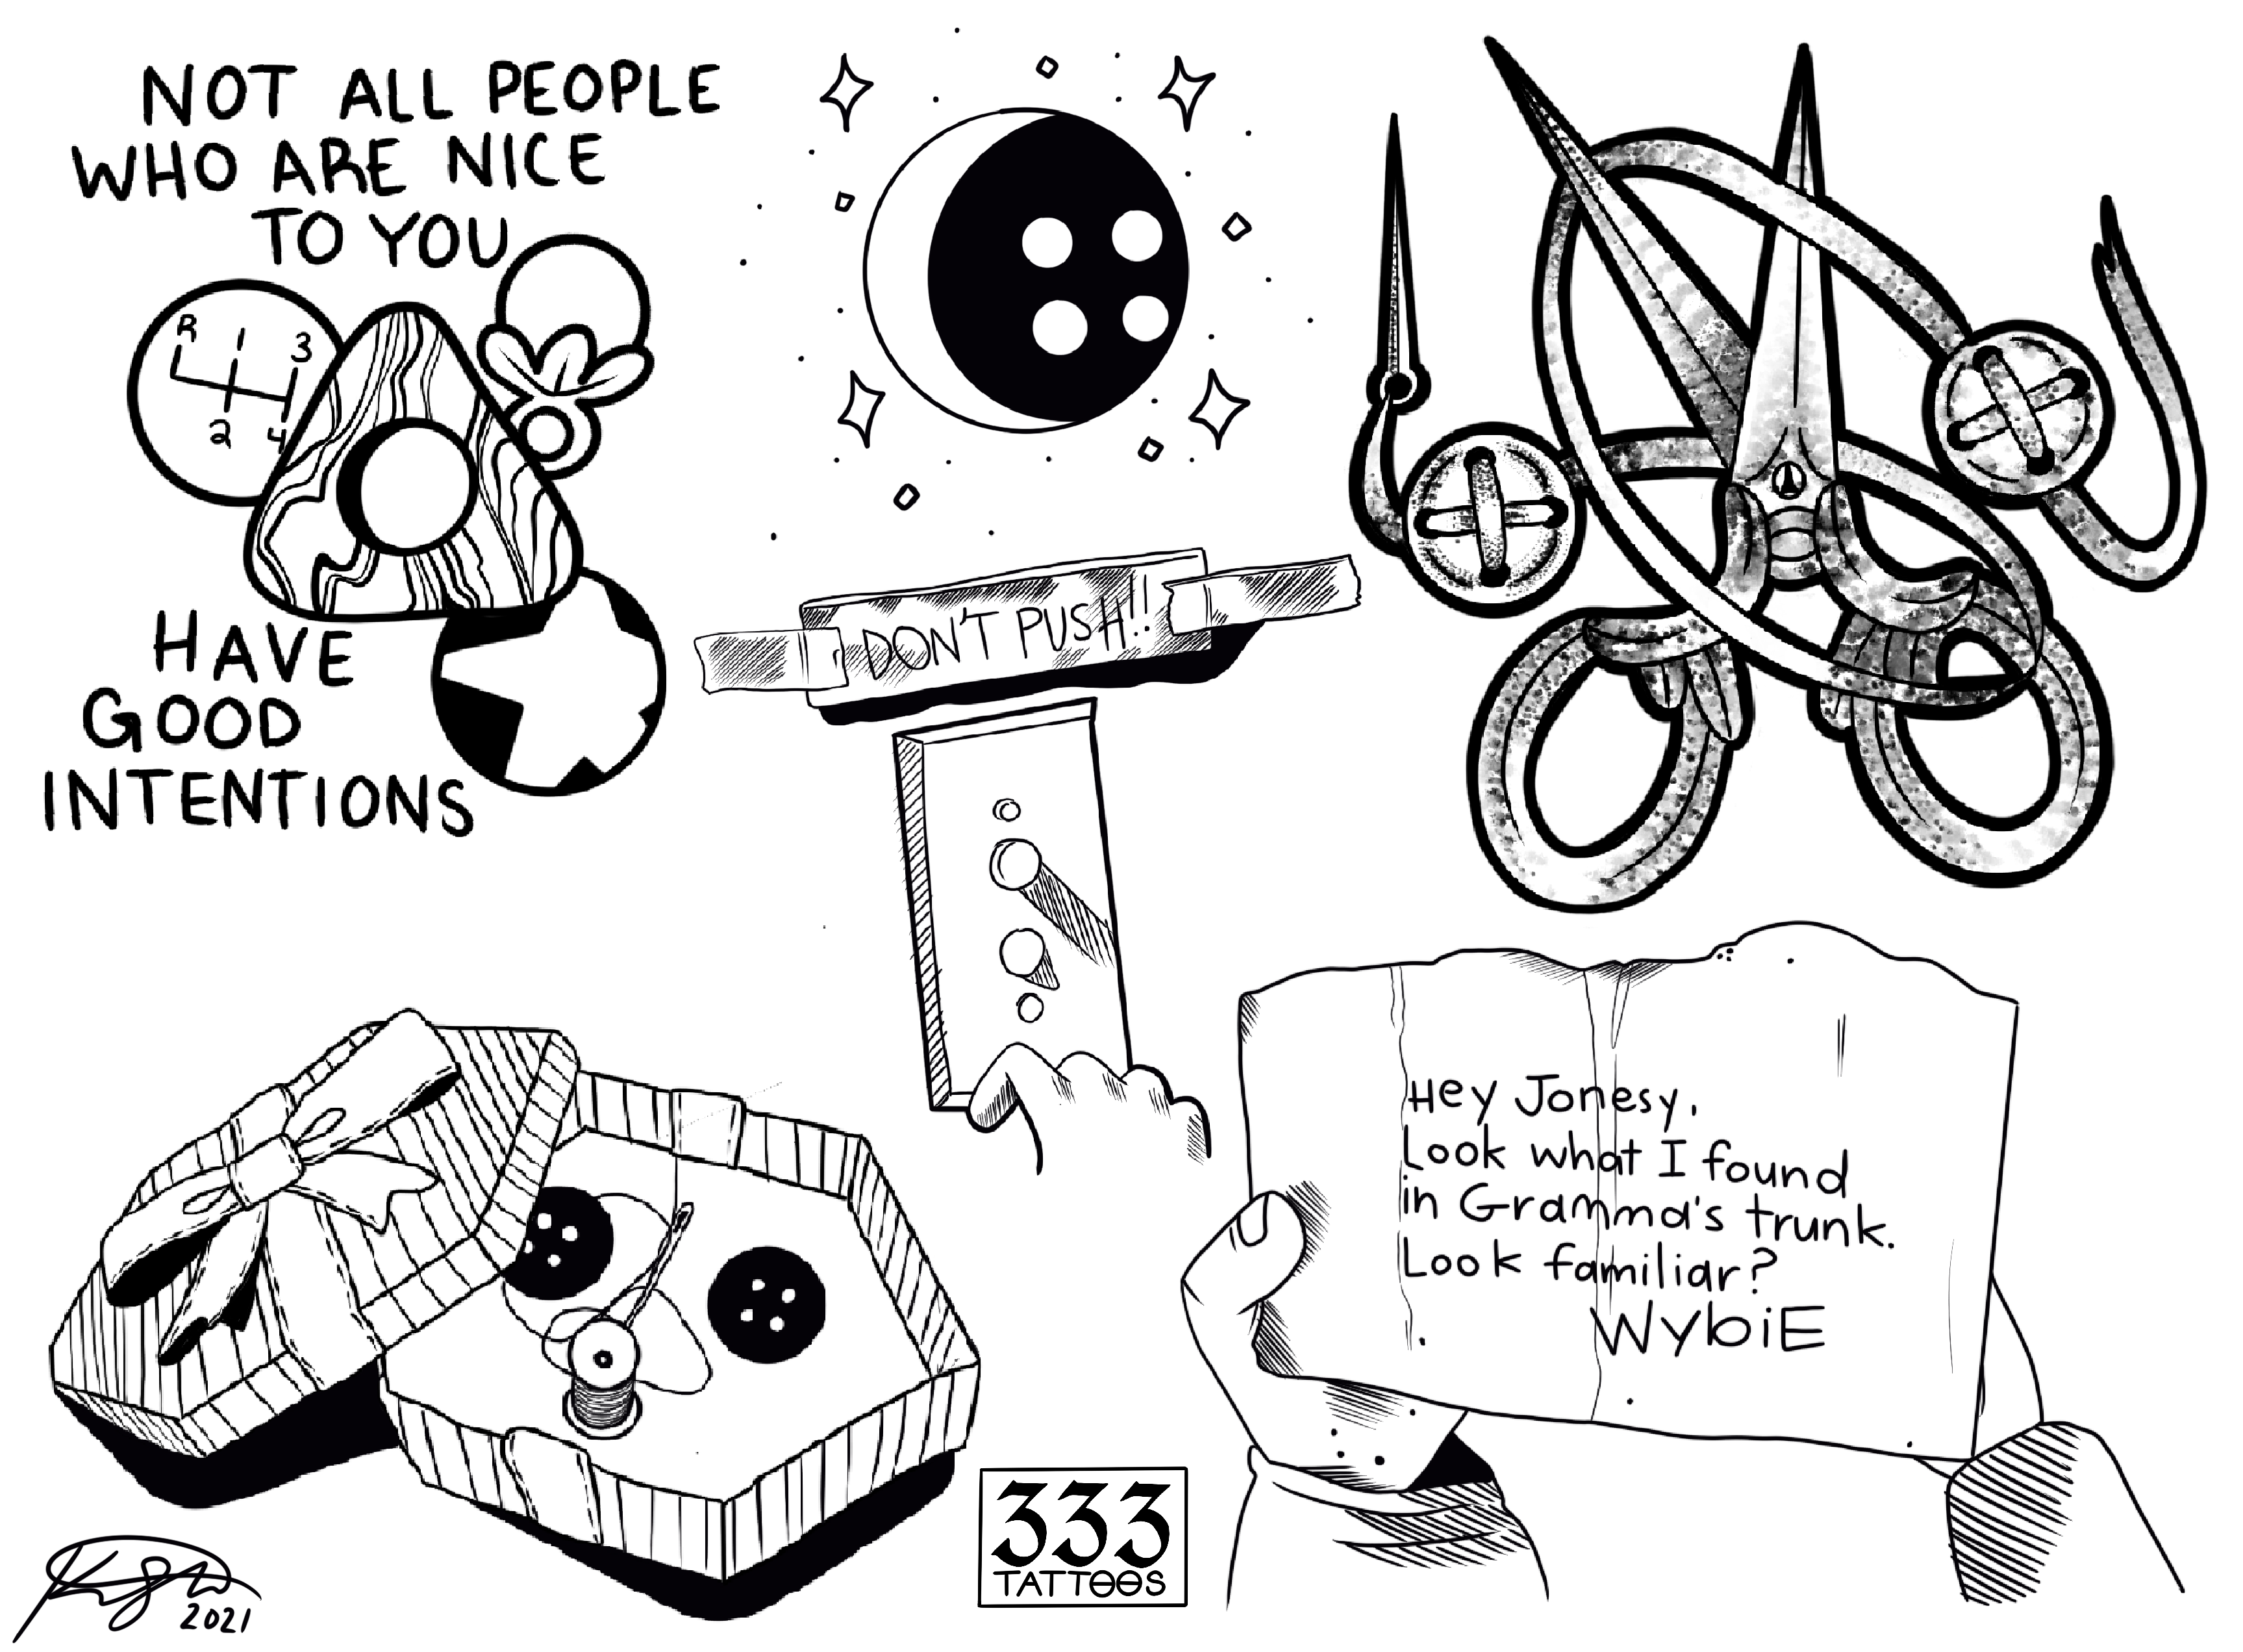 NOT ALL PEOPLE
WHO ARE NICE
TO YOU
R 1 3
2 4
HAVE
GOOD
INTENTIONS
DON'T PUSH!!
Hey Jonesy,
Look what I found
in Gramma's trunk.
Look familiar?
WybiE
333
TATTOOS
2021